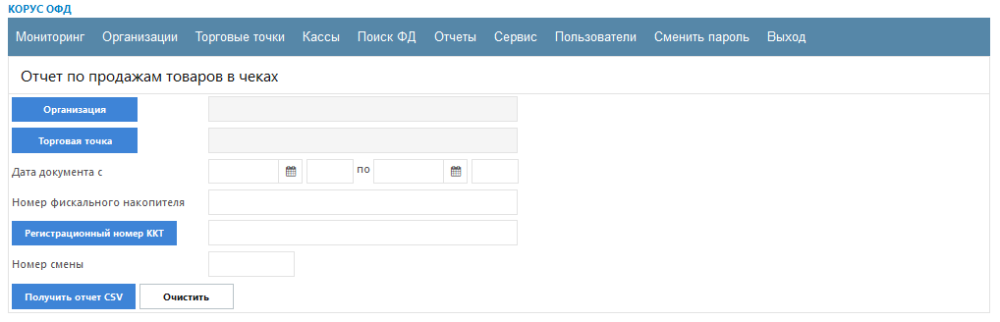 КОРУС ОФД
Мониторинг Организации Торговые точки Кассы Поиск ФД Отчеты Сервис Пользователи Сменить пароль Выход
Отчет по продажам товаров в чеках
Организация
Торговая точка
Дата документа с по
Номер фискального накопителя
Регистрационный номер ККТ
Номер смены
Получить отчет CSV Очистить